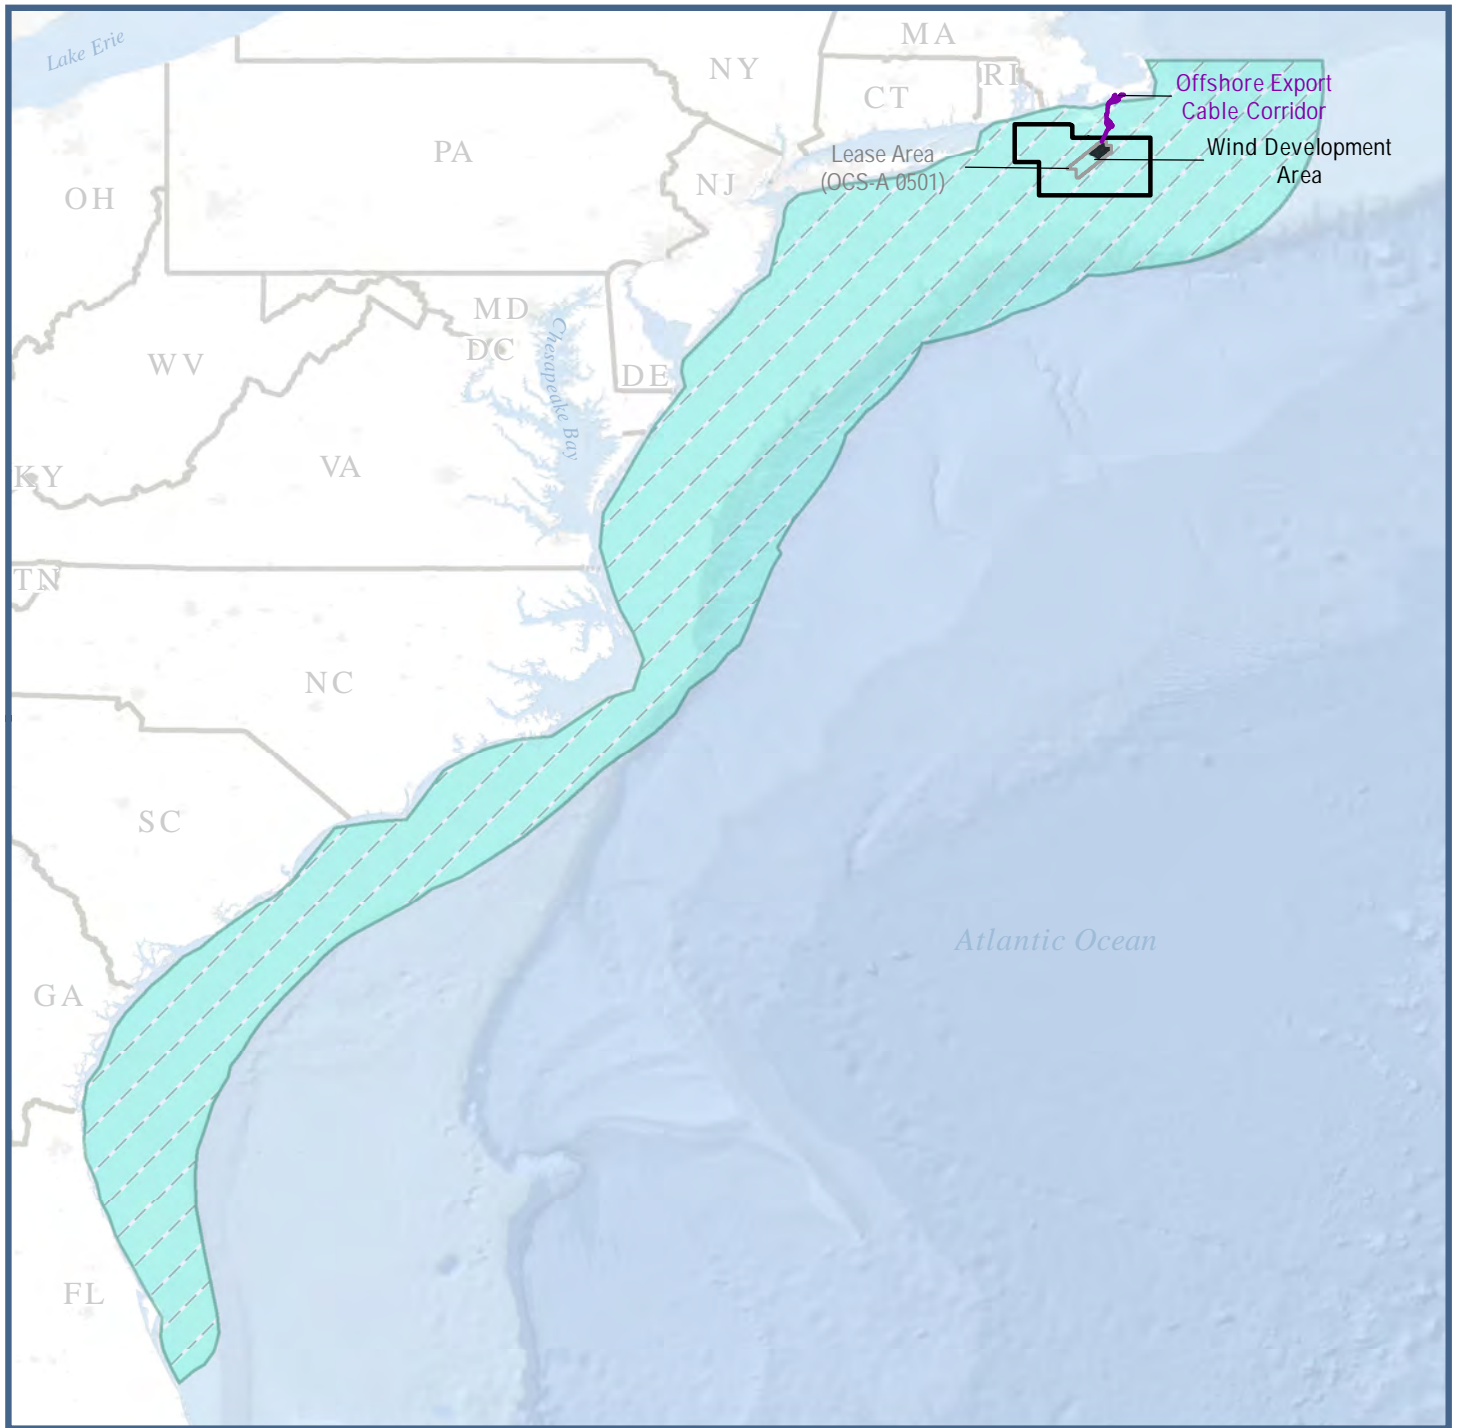 Lake Erie
MA
NY
RI
CT
Offshore Export
Cable Corridor
PA
Lease Area
(OCS-A 0501)
Wind Development
Area
NJ
OH
MD
DC
Chesapeake Bay
WV
DE
VA
KY
TN
NC
SC
Atlantic Ocean
GA
FL